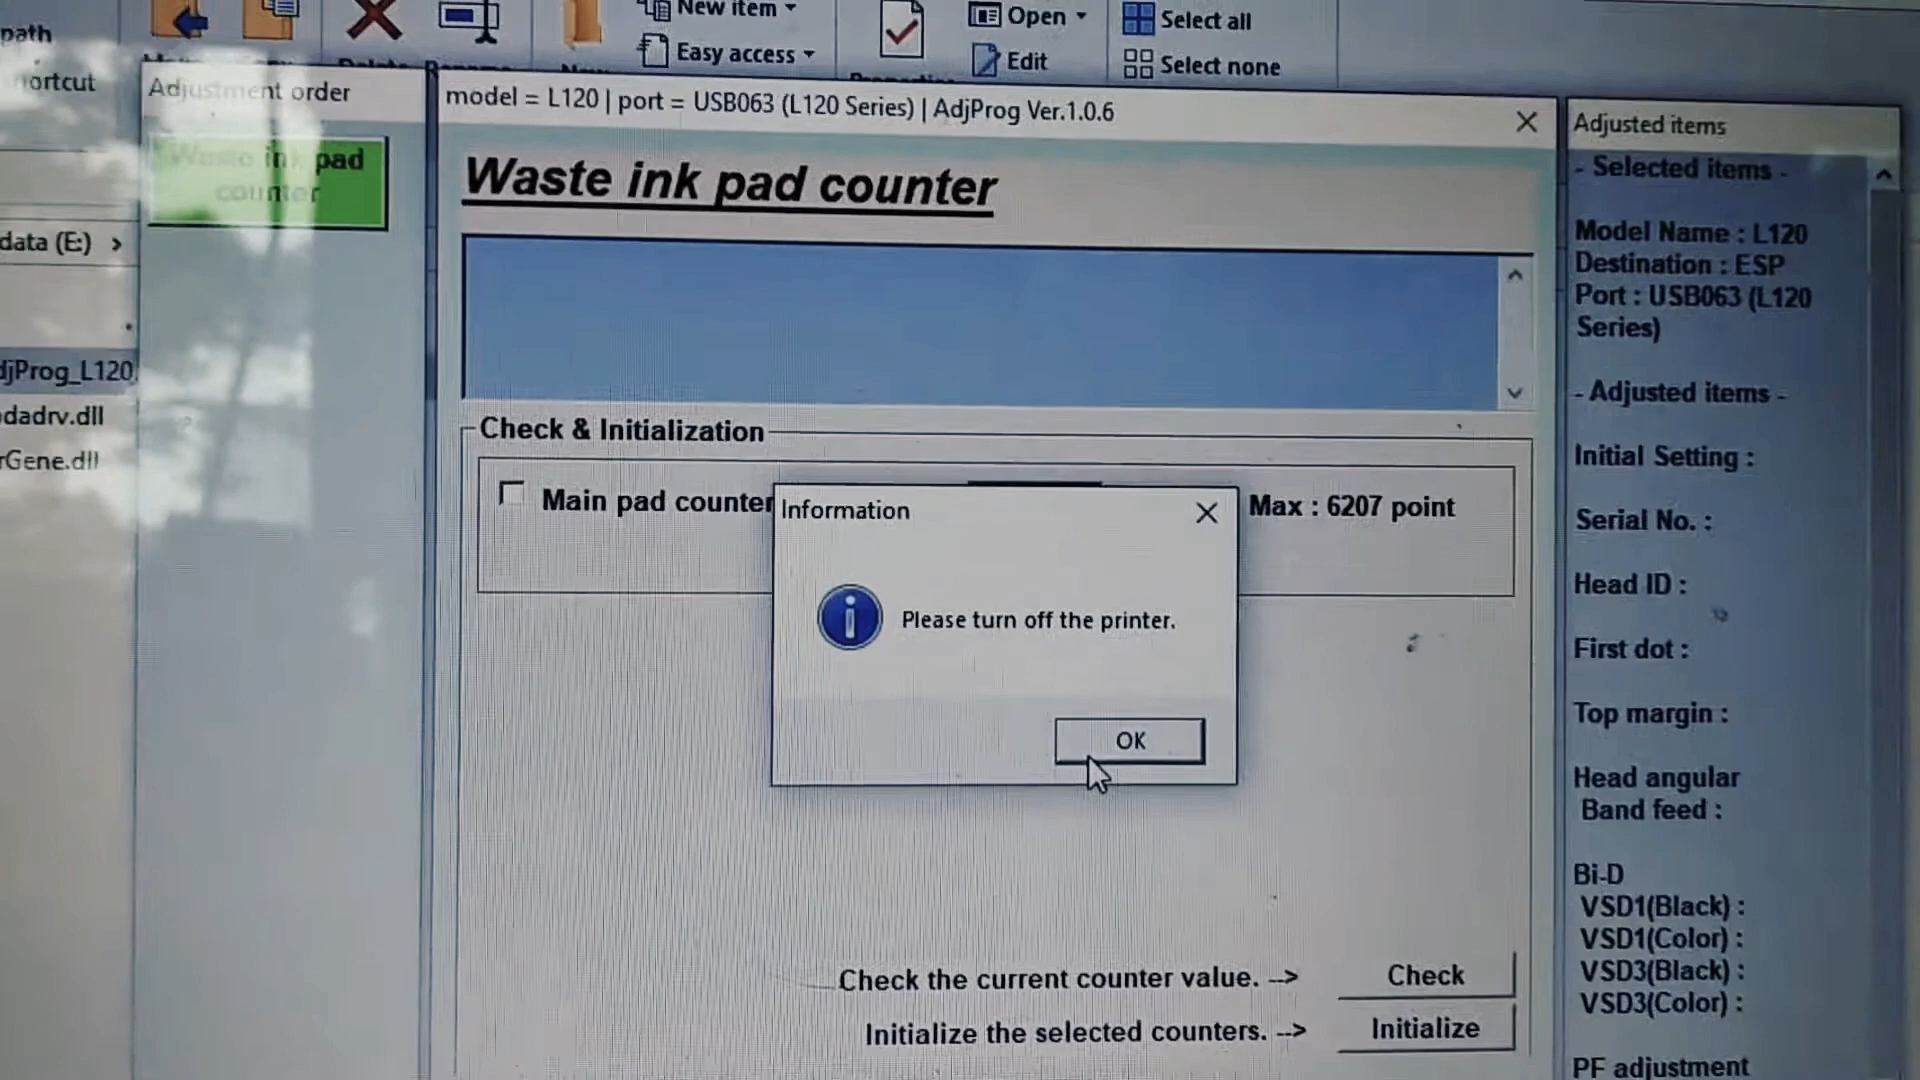 path
ortcut
New item
Easy access
Open
Edit
Select all
Select none
Adjustment order
Waste ink pad
counter
data (E:)
djProg_L120
dadrv.dll
rGene.dll
model = L120 | port = USB063 (L120 Series) | AdjProg Ver.1.0.6
Waste ink pad counter
Check & Initialization
Main pad counter
Max : 6207 point
Information
Please turn off the printer.
OK
Check the current counter value. -->
Check
Initialize the selected counters. -->
Initialize
Adjusted items
- Selected items -
Model Name : L120
Destination : ESP
Port : USB063 (L120
Series)
- Adjusted items -
Initial Setting :
Serial No. :
Head ID :
First dot :
Top margin :
Head angular
Band feed :
Bi-D
VSD1(Black) :
VSD1(Color) :
VSD3(Black) :
VSD3(Color) :
PF adjustment